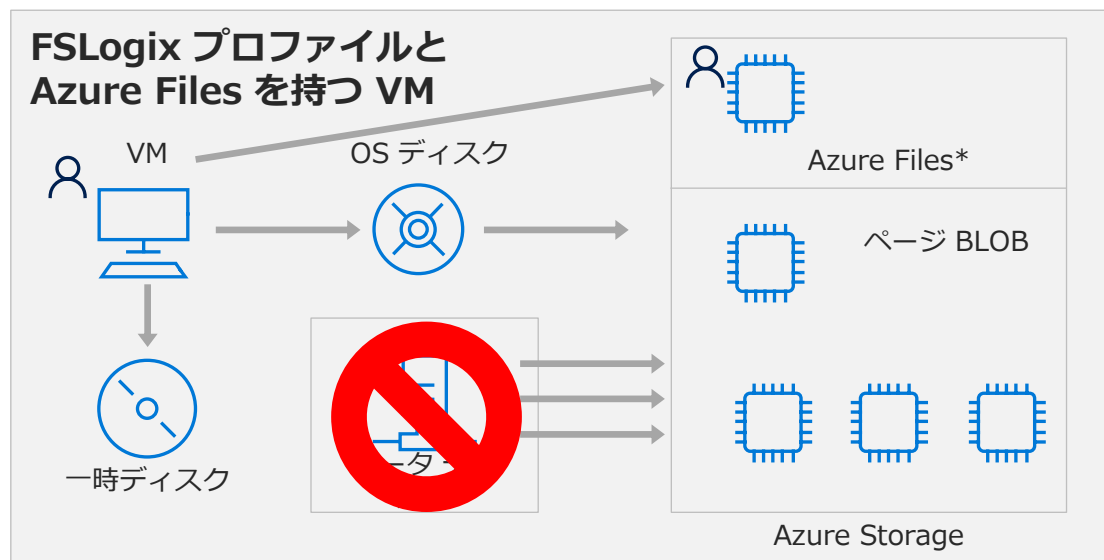 FSLogix プロファイルと
Azure Files を持つ VM
VM
OS ディスク
Azure Files*
ページ BLOB
一時ディスク
Azure Storage